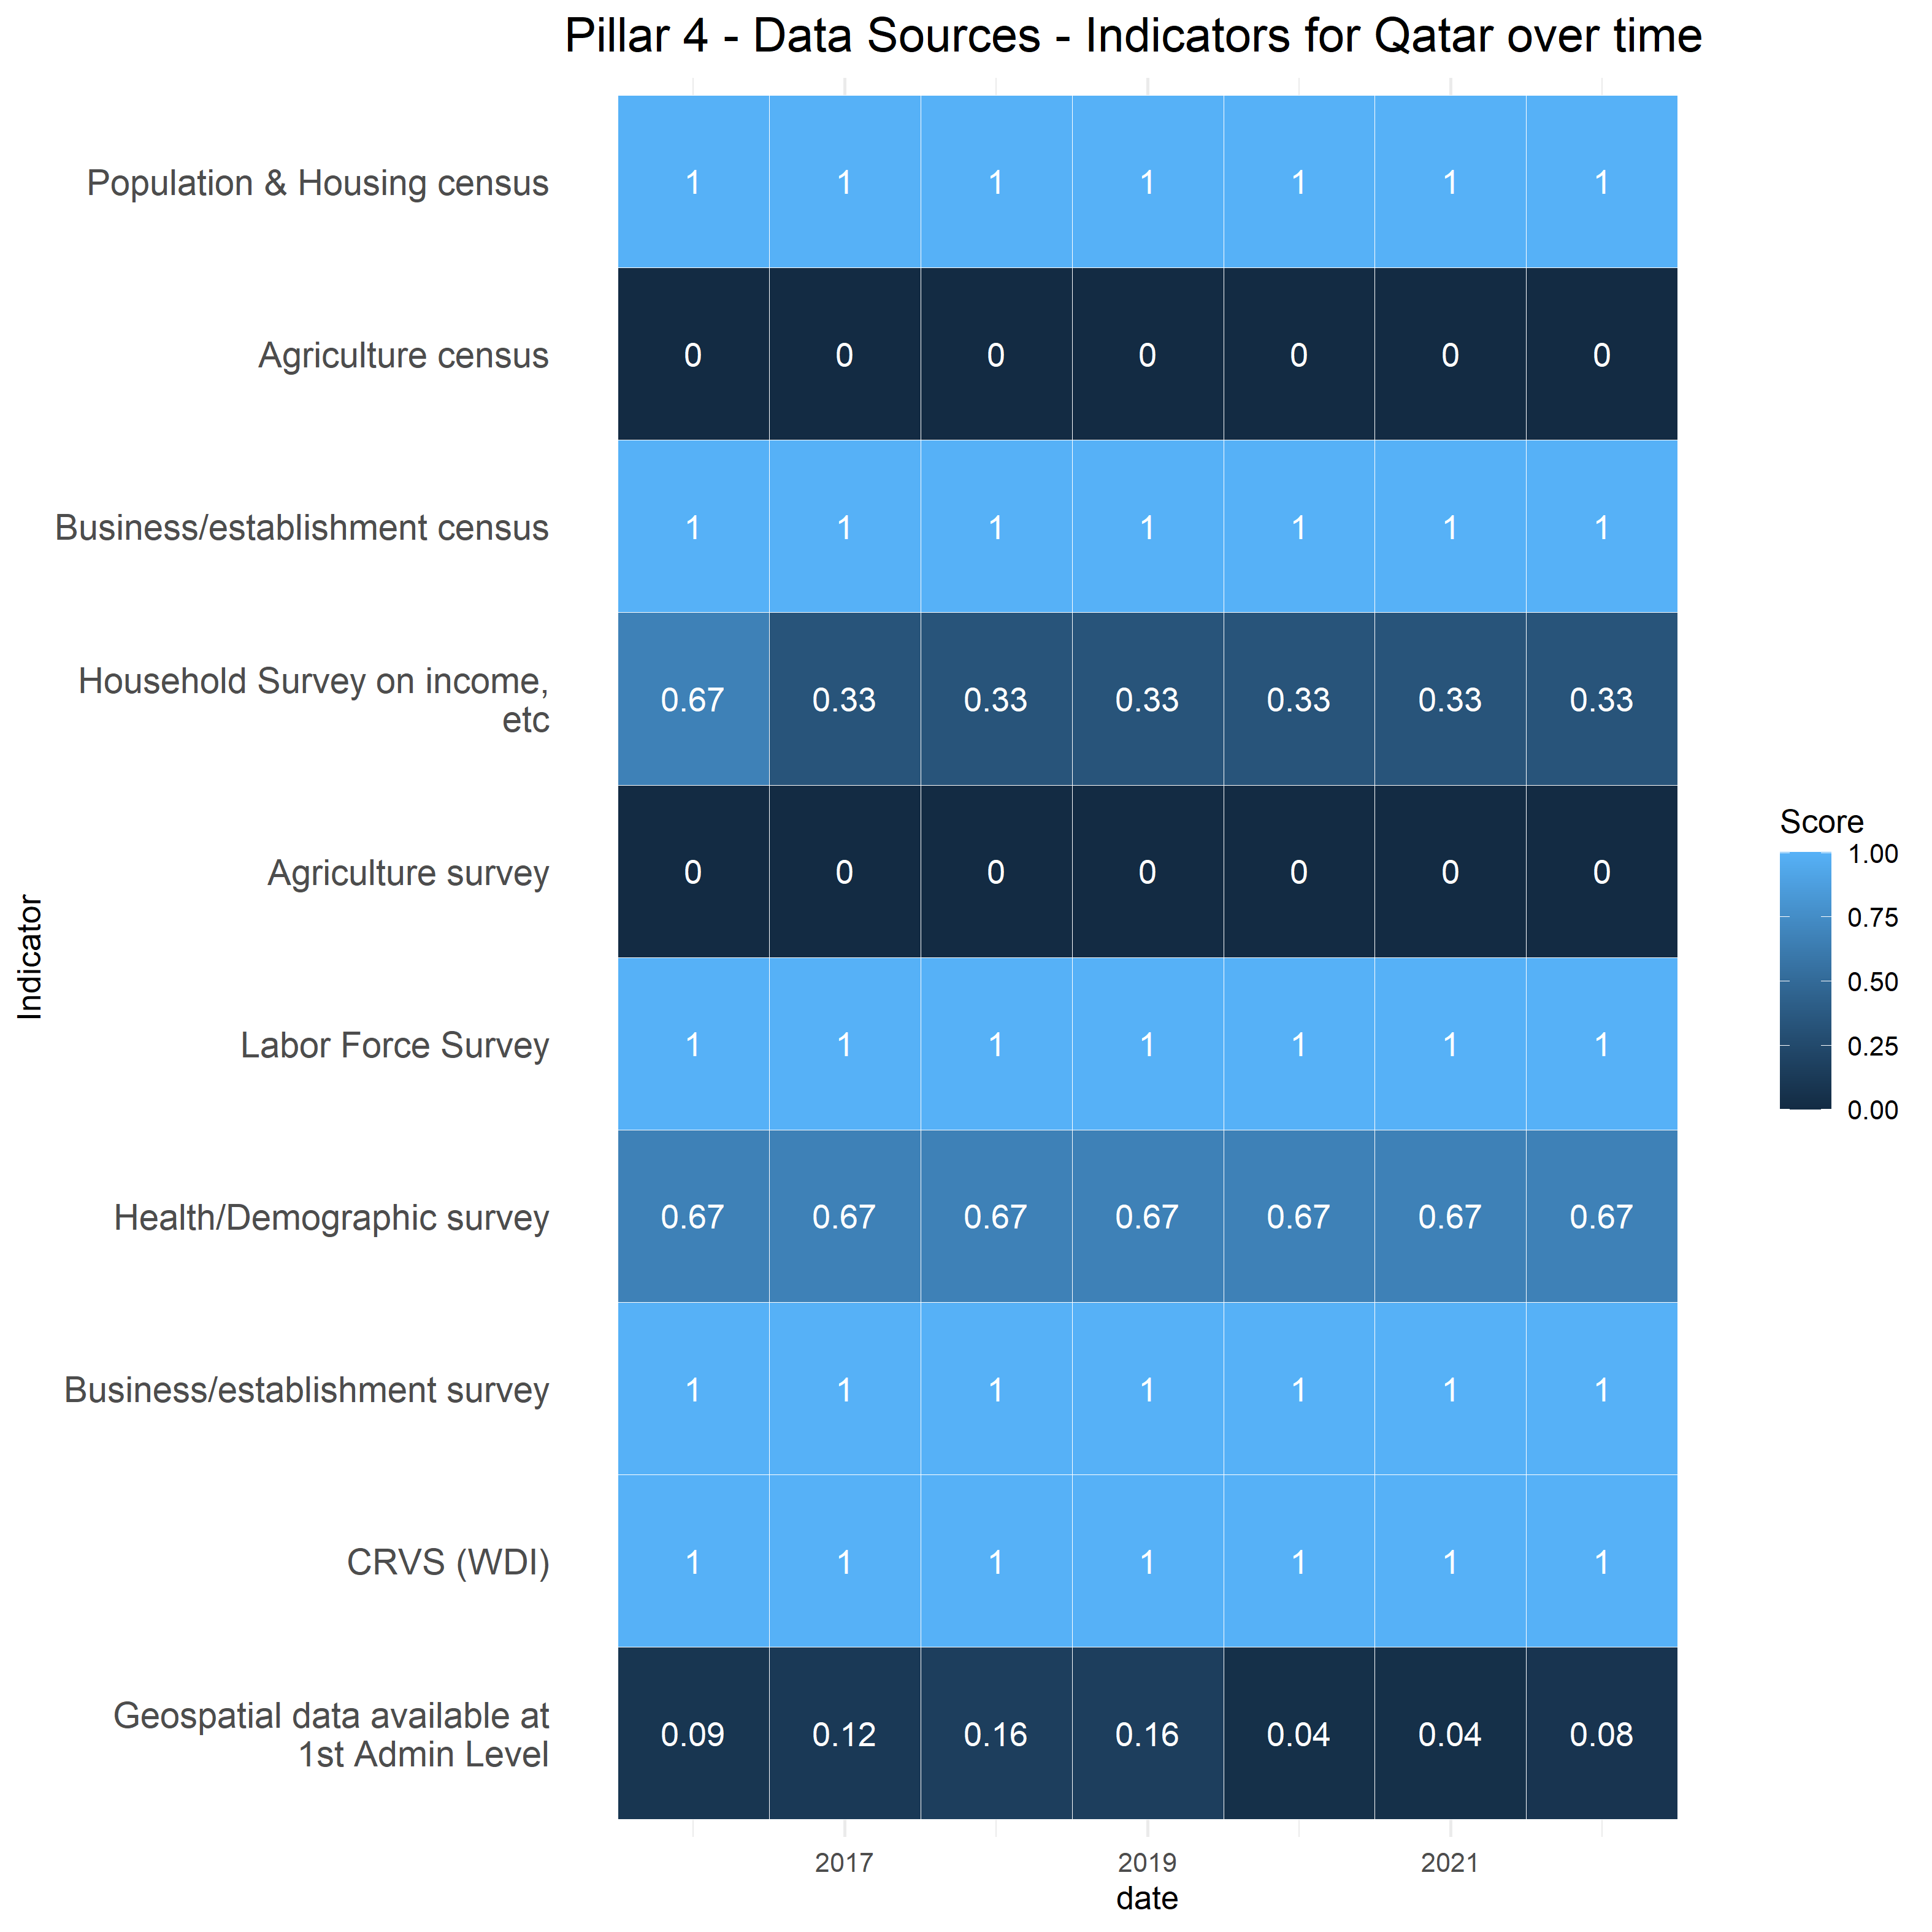 Pillar 4 - Data Sources - Indicators for Qatar over time
Population & Housing census
1 1 1 1 1 1 1
Agriculture census
0 0 0 0 0 0 0
Business/establishment census
1 1 1 1 1 1 1
Household Survey on income,
etc
0.67 0.33 0.33 0.33 0.33 0.33 0.33
Agriculture survey
0 0 0 0 0 0 0
Labor Force Survey
1 1 1 1 1 1 1
Health/Demographic survey
0.67 0.67 0.67 0.67 0.67 0.67 0.67
Business/establishment survey
1 1 1 1 1 1 1
CRVS (WDI)
1 1 1 1 1 1 1
Geospatial data available at
1st Admin Level
0.09 0.12 0.16 0.16 0.04 0.04 0.08
2017 2019 2021
date
Indicator
Score
1.00
0.75
0.50
0.25
0.00